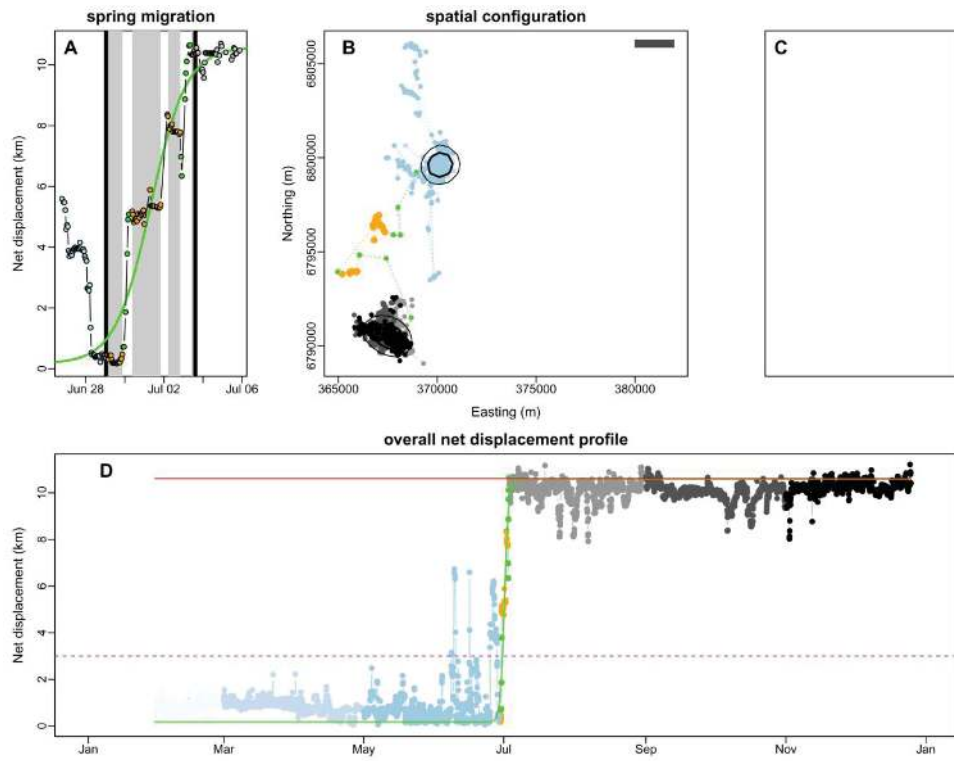 spring migration
spatial configuration
A
B
C
Net displacement (km)
0
2
4
6
8
10
Jun 28
Jul 02
Jul 06
Northing (m)
6790000
6795000
6800000
6805000
365000
370000
375000
380000
Easting (m)
overall net displacement profile
D
Net displacement (km)
0
2
4
6
8
10
Jan
Mar
May
Jul
Sep
Nov
Jan